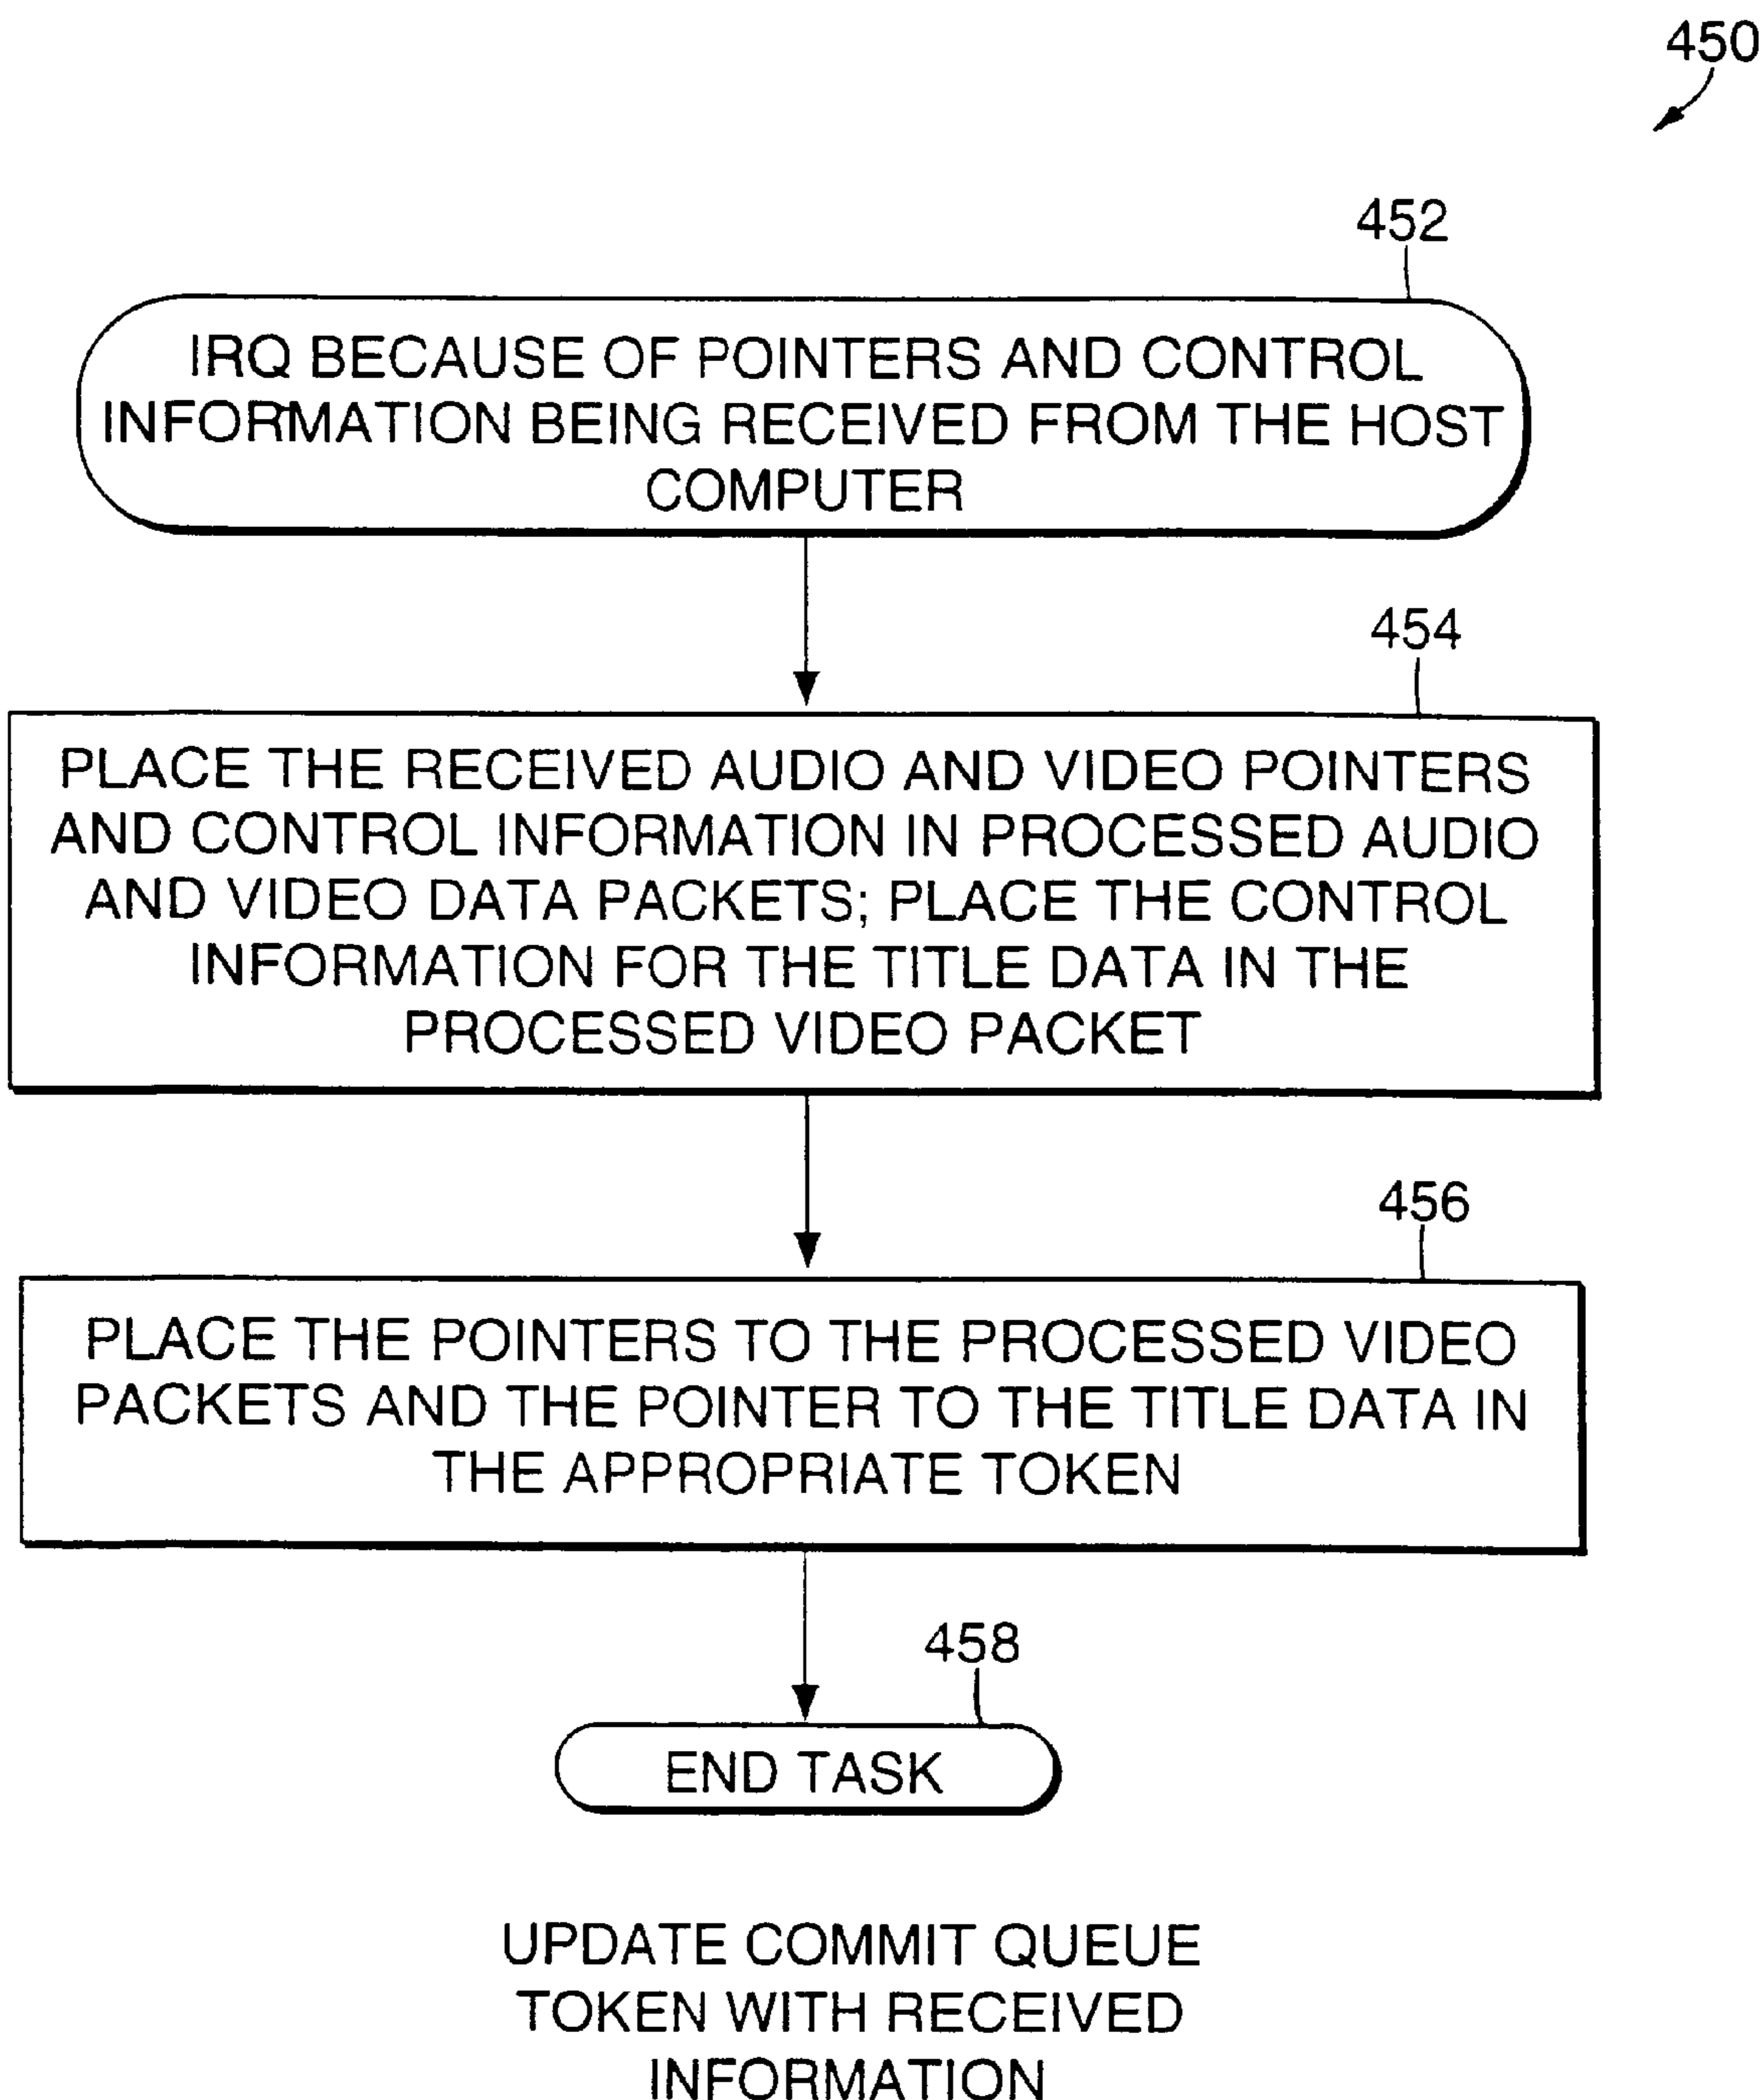 450
452
IRQ BECAUSE OF POINTERS AND CONTROL
INFORMATION BEING RECEIVED FROM THE HOST
COMPUTER
454
PLACE THE RECEIVED AUDIO AND VIDEO POINTERS
AND CONTROL INFORMATION IN PROCESSED AUDIO
AND VIDEO DATA PACKETS; PLACE THE CONTROL
INFORMATION FOR THE TITLE DATA IN THE
PROCESSED VIDEO PACKET
456
PLACE THE POINTERS TO THE PROCESSED VIDEO
PACKETS AND THE POINTER TO THE TITLE DATA IN
THE APPROPRIATE TOKEN
458
END TASK
UPDATE COMMIT QUEUE
TOKEN WITH RECEIVED
INFORMATION